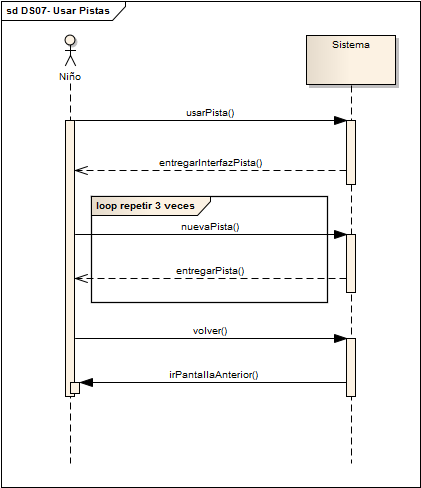 sd DS07- Usar Pistas
Niño
Sistema
usarPista()
entregarInterfazPista()
loop repetir 3 veces
nuevaPista()
entregarPista()
volver()
irPantallaAnterior()